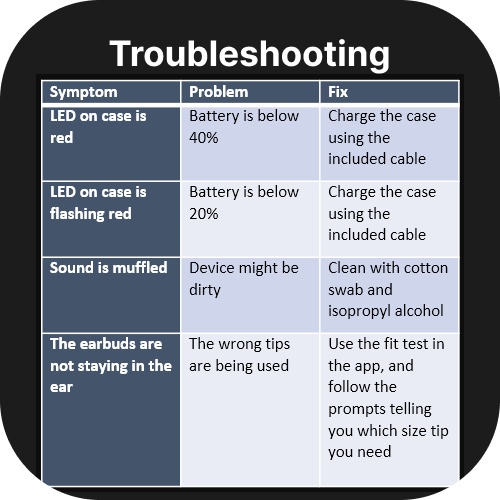 Troubleshooting
Symptom Problem Fix
LED on case is Battery is below Charge the case
red 40% using the
included cable
LED on case is Battery is below Charge the case
flashing red 20% using the
included cable
Sound is muffled Device might be Clean with cotton
dirty swab and
isopropyl alcohol
The earbuds are The wrong tips Use the fit test in
not staying in the are being used the app, and
ear follow the
prompts telling
you which size tip
you need